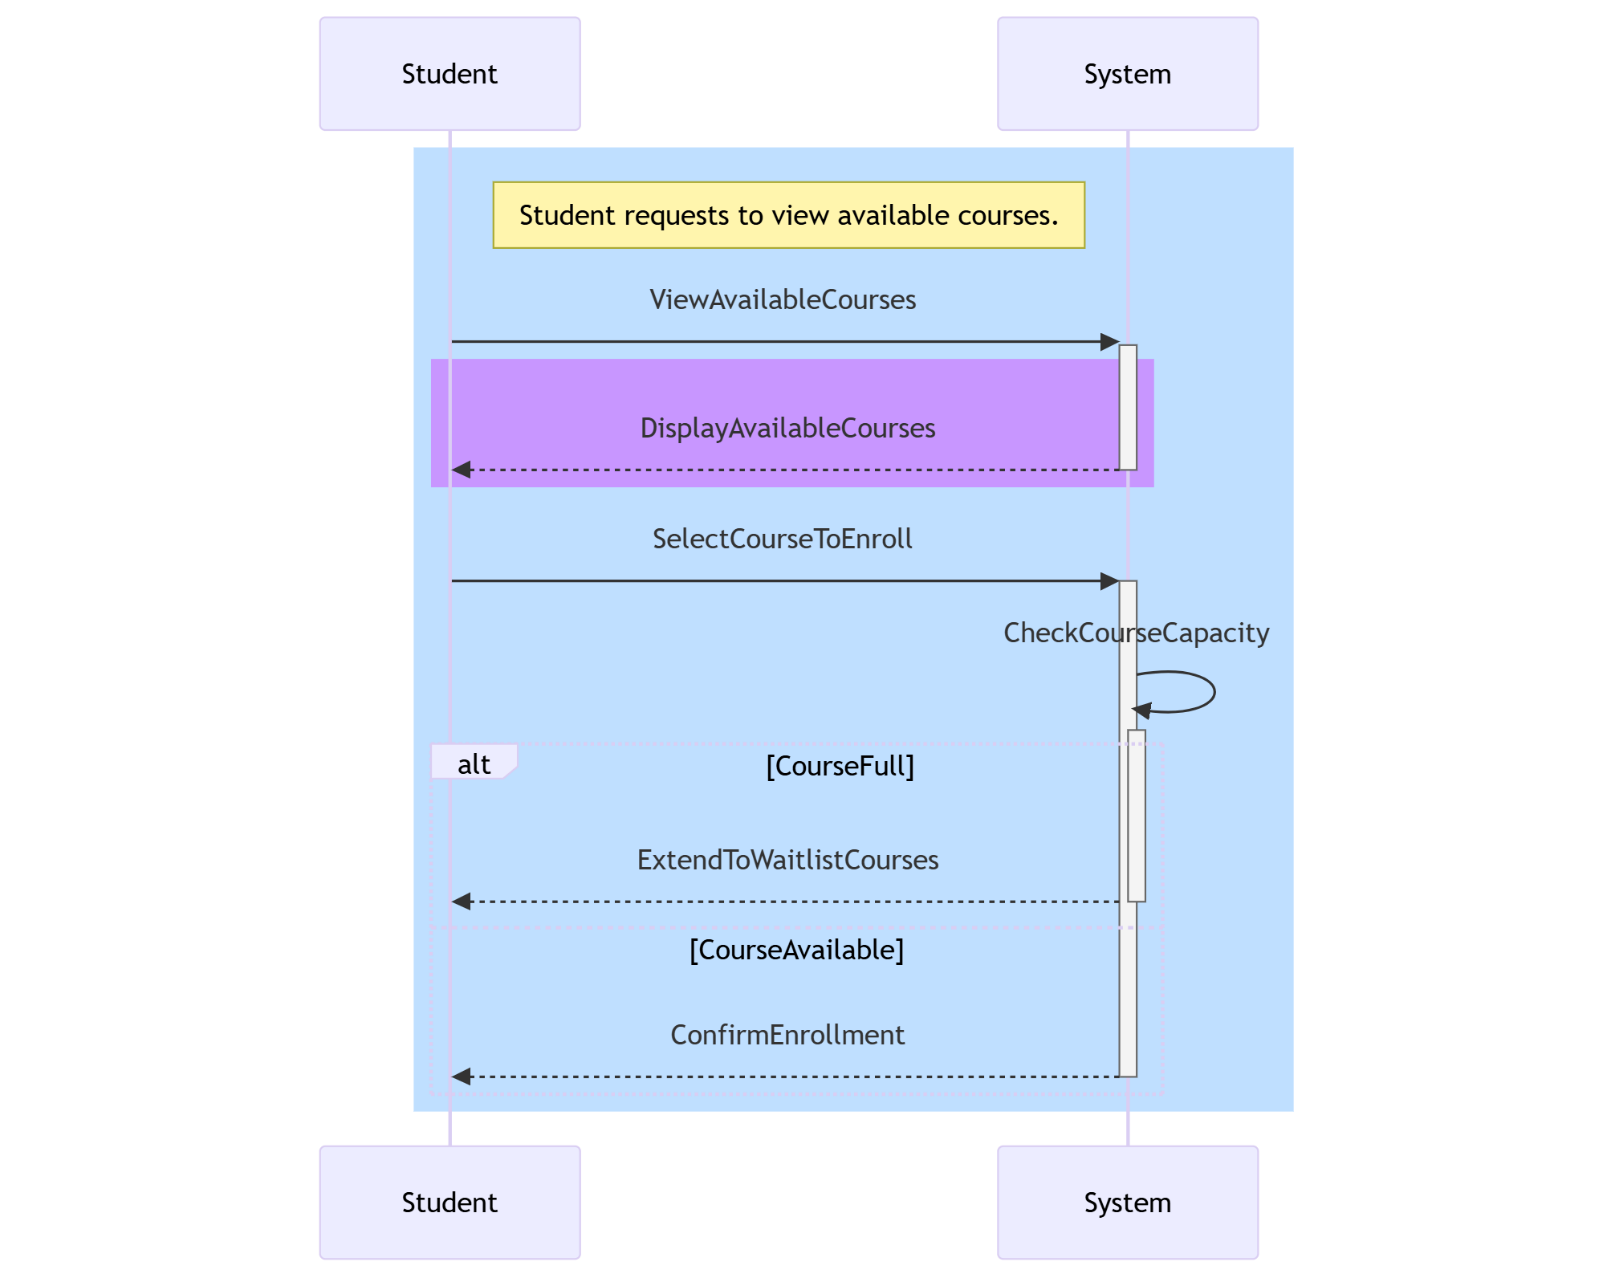 Student
System
Student requests to view available courses.
ViewAvailableCourses
DisplayAvailableCourses
SelectCourseToEnroll
CheckCourseCapacity
alt
[CourseFull]
ExtendToWaitlistCourses
[CourseAvailable]
ConfirmEnrollment
Student
System